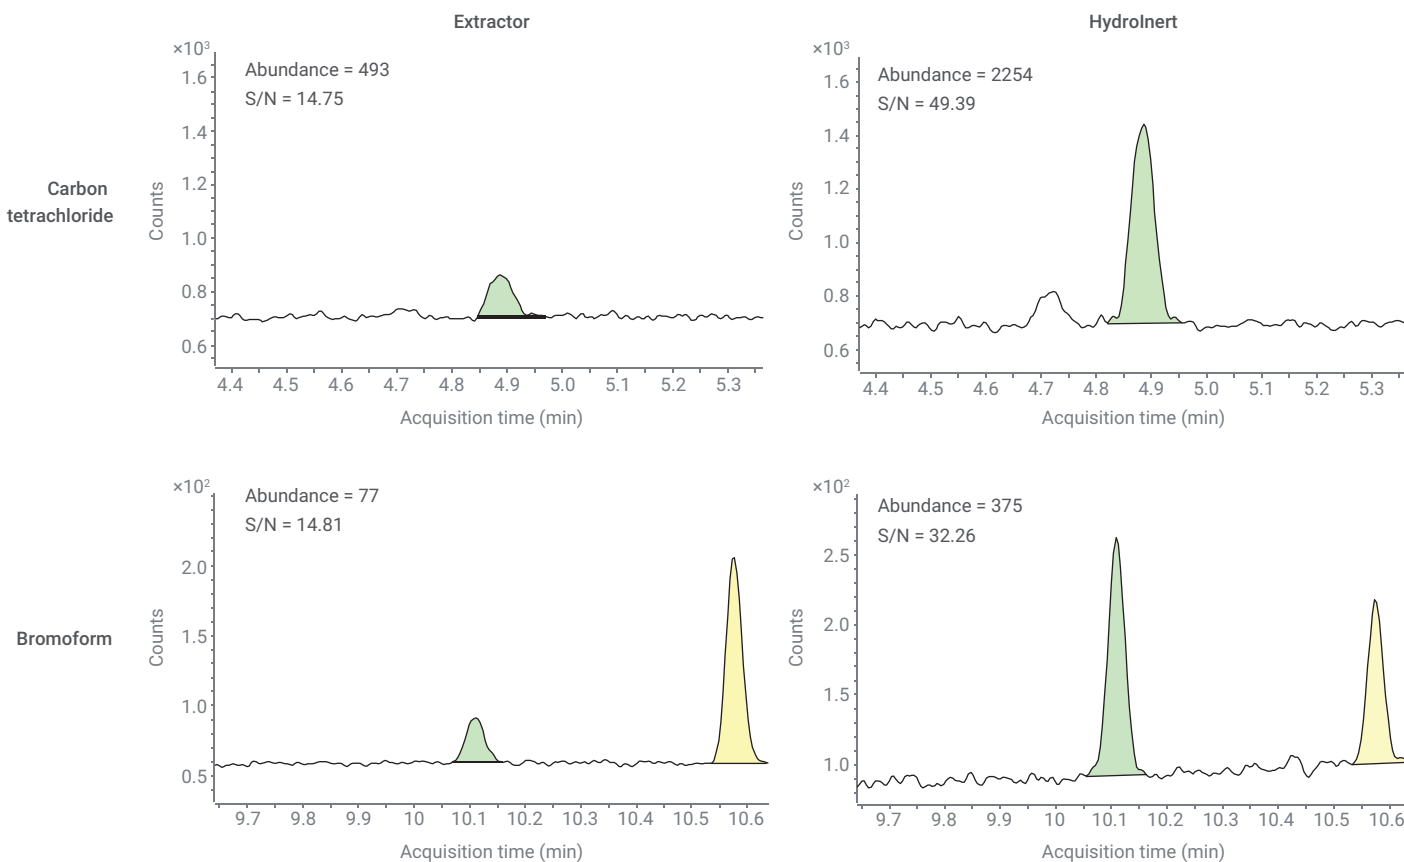 Extractor
HydroInert
×10³
Abundance = 493
S/N = 14.75
1.6
1.4
1.2
1.0
0.8
0.6
Counts
4.4 4.5 4.6 4.7 4.8 4.9 5.0 5.1 5.2 5.3
Acquisition time (min)
×10³
Abundance = 2254
S/N = 49.39
1.6
1.4
1.2
1.0
0.8
0.6
Counts
4.4 4.5 4.6 4.7 4.8 4.9 5.0 5.1 5.2 5.3
Acquisition time (min)
Carbon
tetrachloride
×10²
Abundance = 77
S/N = 14.81
2.0
1.5
1.0
0.5
Counts
9.7 9.8 9.9 10 10.1 10.2 10.3 10.4 10.5 10.6
Acquisition time (min)
×10²
Abundance = 375
S/N = 32.26
2.5
2.0
1.5
1.0
Counts
9.7 9.8 9.9 10 10.1 10.2 10.3 10.4 10.5 10.6
Acquisition time (min)
Bromoform